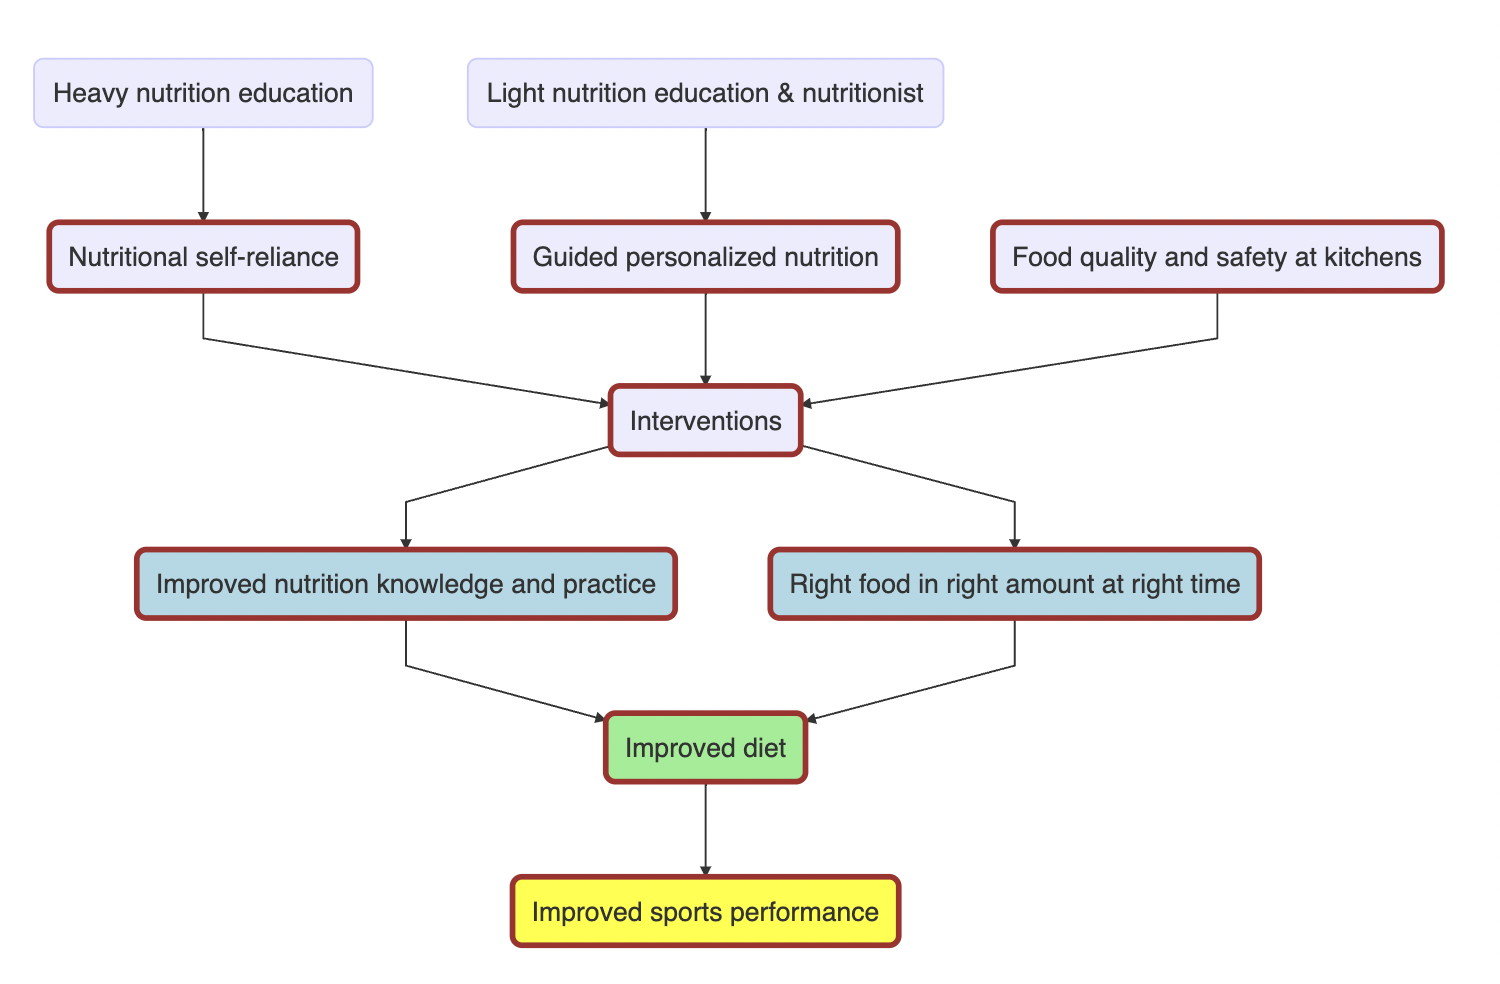 Heavy nutrition education
Light nutrition education & nutritionist
Nutritional self-reliance
Guided personalized nutrition
Food quality and safety at kitchens
Interventions
Improved nutrition knowledge and practice
Right food in right amount at right time
Improved diet
Improved sports performance